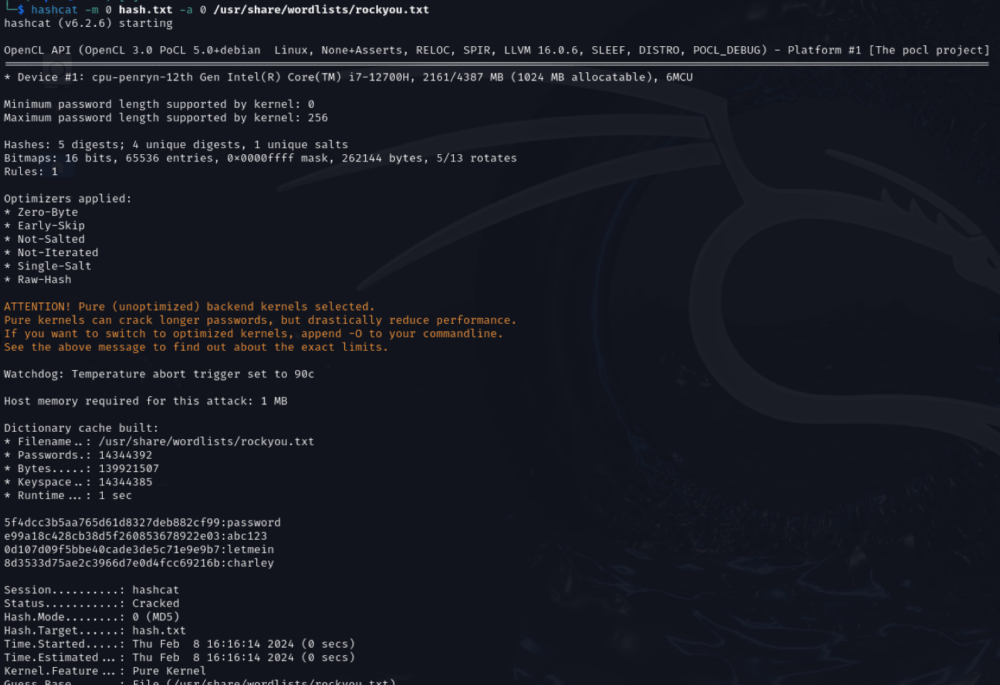 └─$ hashcat -m 0 hash.txt -a 0 /usr/share/wordlists/rockyou.txt
hashcat (v6.2.6) starting
OpenCL API (OpenCL 3.0 PoCL 5.0+debian  Linux, None+Asserts, RELOC, SPIR, LLVM 16.0.6, SLEEF, DISTRO, POCL_DEBUG) - Platform #1 [The pocl project]
* Device #1: cpu-penryn-12th Gen Intel(R) Core(TM) i7-12700H, 2161/4387 MB (1024 MB allocatable), 6MCU
Minimum password length supported by kernel: 0
Maximum password length supported by kernel: 256
Hashes: 5 digests; 4 unique digests, 1 unique salts
Bitmaps: 16 bits, 65536 entries, 0x0000ffff mask, 262144 bytes, 5/13 rotates
Rules: 1
Optimizers applied:
* Zero-Byte
* Early-Skip
* Not-Salted
* Not-Iterated
* Single-Salt
* Raw-Hash
ATTENTION! Pure (unoptimized) backend kernels selected.
Pure kernels can crack longer passwords, but drastically reduce performance.
If you want to switch to optimized kernels, append -O to your commandline.
See the above message to find out about the exact limits.
Watchdog: Temperature abort trigger set to 90c
Host memory required for this attack: 1 MB
Dictionary cache built:
* Filename..: /usr/share/wordlists/rockyou.txt
* Passwords.: 14344392
* Bytes.....: 139921507
* Keyspace..: 14344385
* Runtime...: 1 sec
5f4dcc3b5aa765d61d8327deb882cf99:password
e99a18c428cb38d5f260853678922e03:abc123
0d107d09f5bbe40cade3de5c71e9e9b7:letmein
8d3533d75ae2c3966d7e0d4fcc69216b:charley
Session..........: hashcat
Status...........: Cracked
Hash.Mode........: 0 (MD5)
Hash.Target......: hash.txt
Time.Started.....: Thu Feb  8 16:16:14 2024 (0 secs)
Time.Estimated...: Thu Feb  8 16:16:14 2024 (0 secs)
Kernel.Feature...: Pure Kernel
Guess.Base.......: File (/usr/share/wordlists/rockyou.txt)